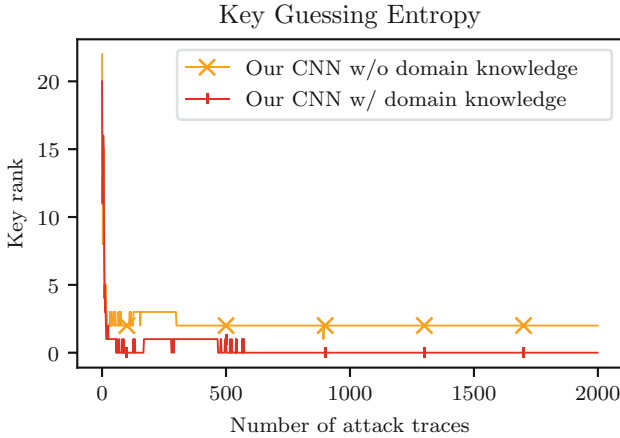 Key Guessing Entropy
Our CNN w/o domain knowledge
Our CNN w/ domain knowledge
Key rank
20
15
10
5
0
0
500
1000
1500
2000
Number of attack traces